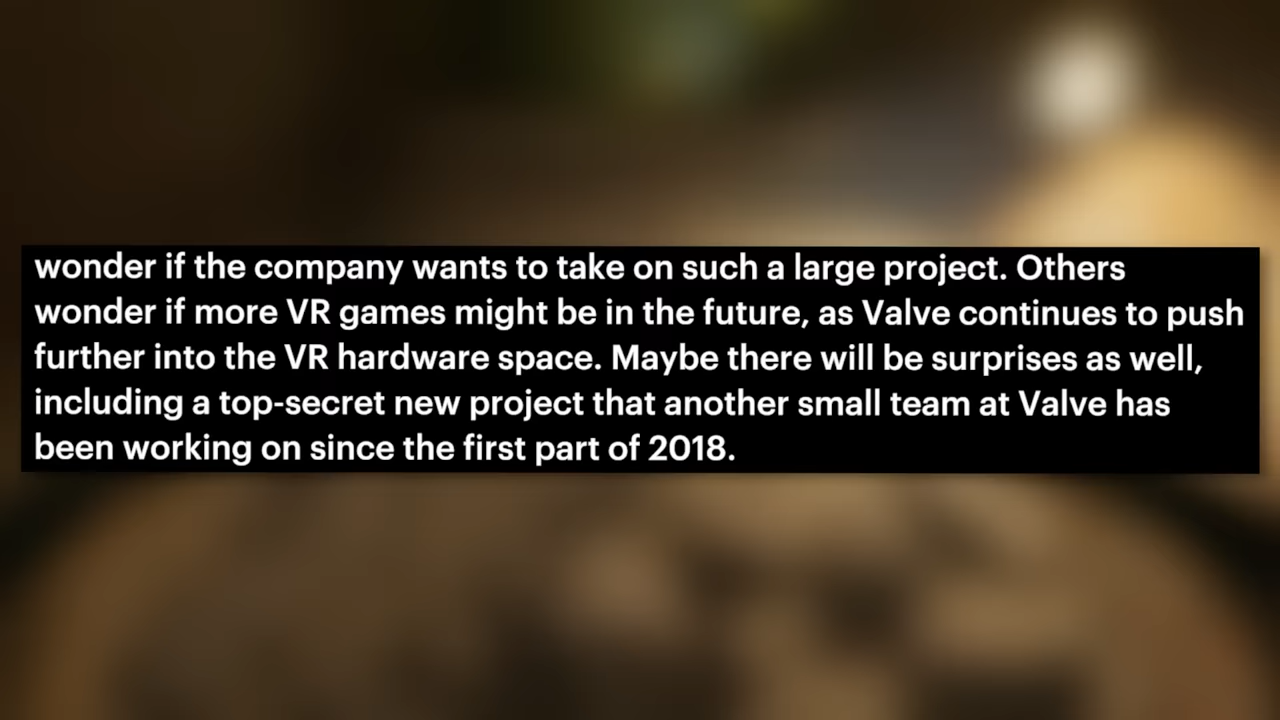 wonder if the company wants to take on such a large project. Others
wonder if more VR games might be in the future, as Valve continues to push
further into the VR hardware space. Maybe there will be surprises as well,
including a top-secret new project that another small team at Valve has
been working on since the first part of 2018.